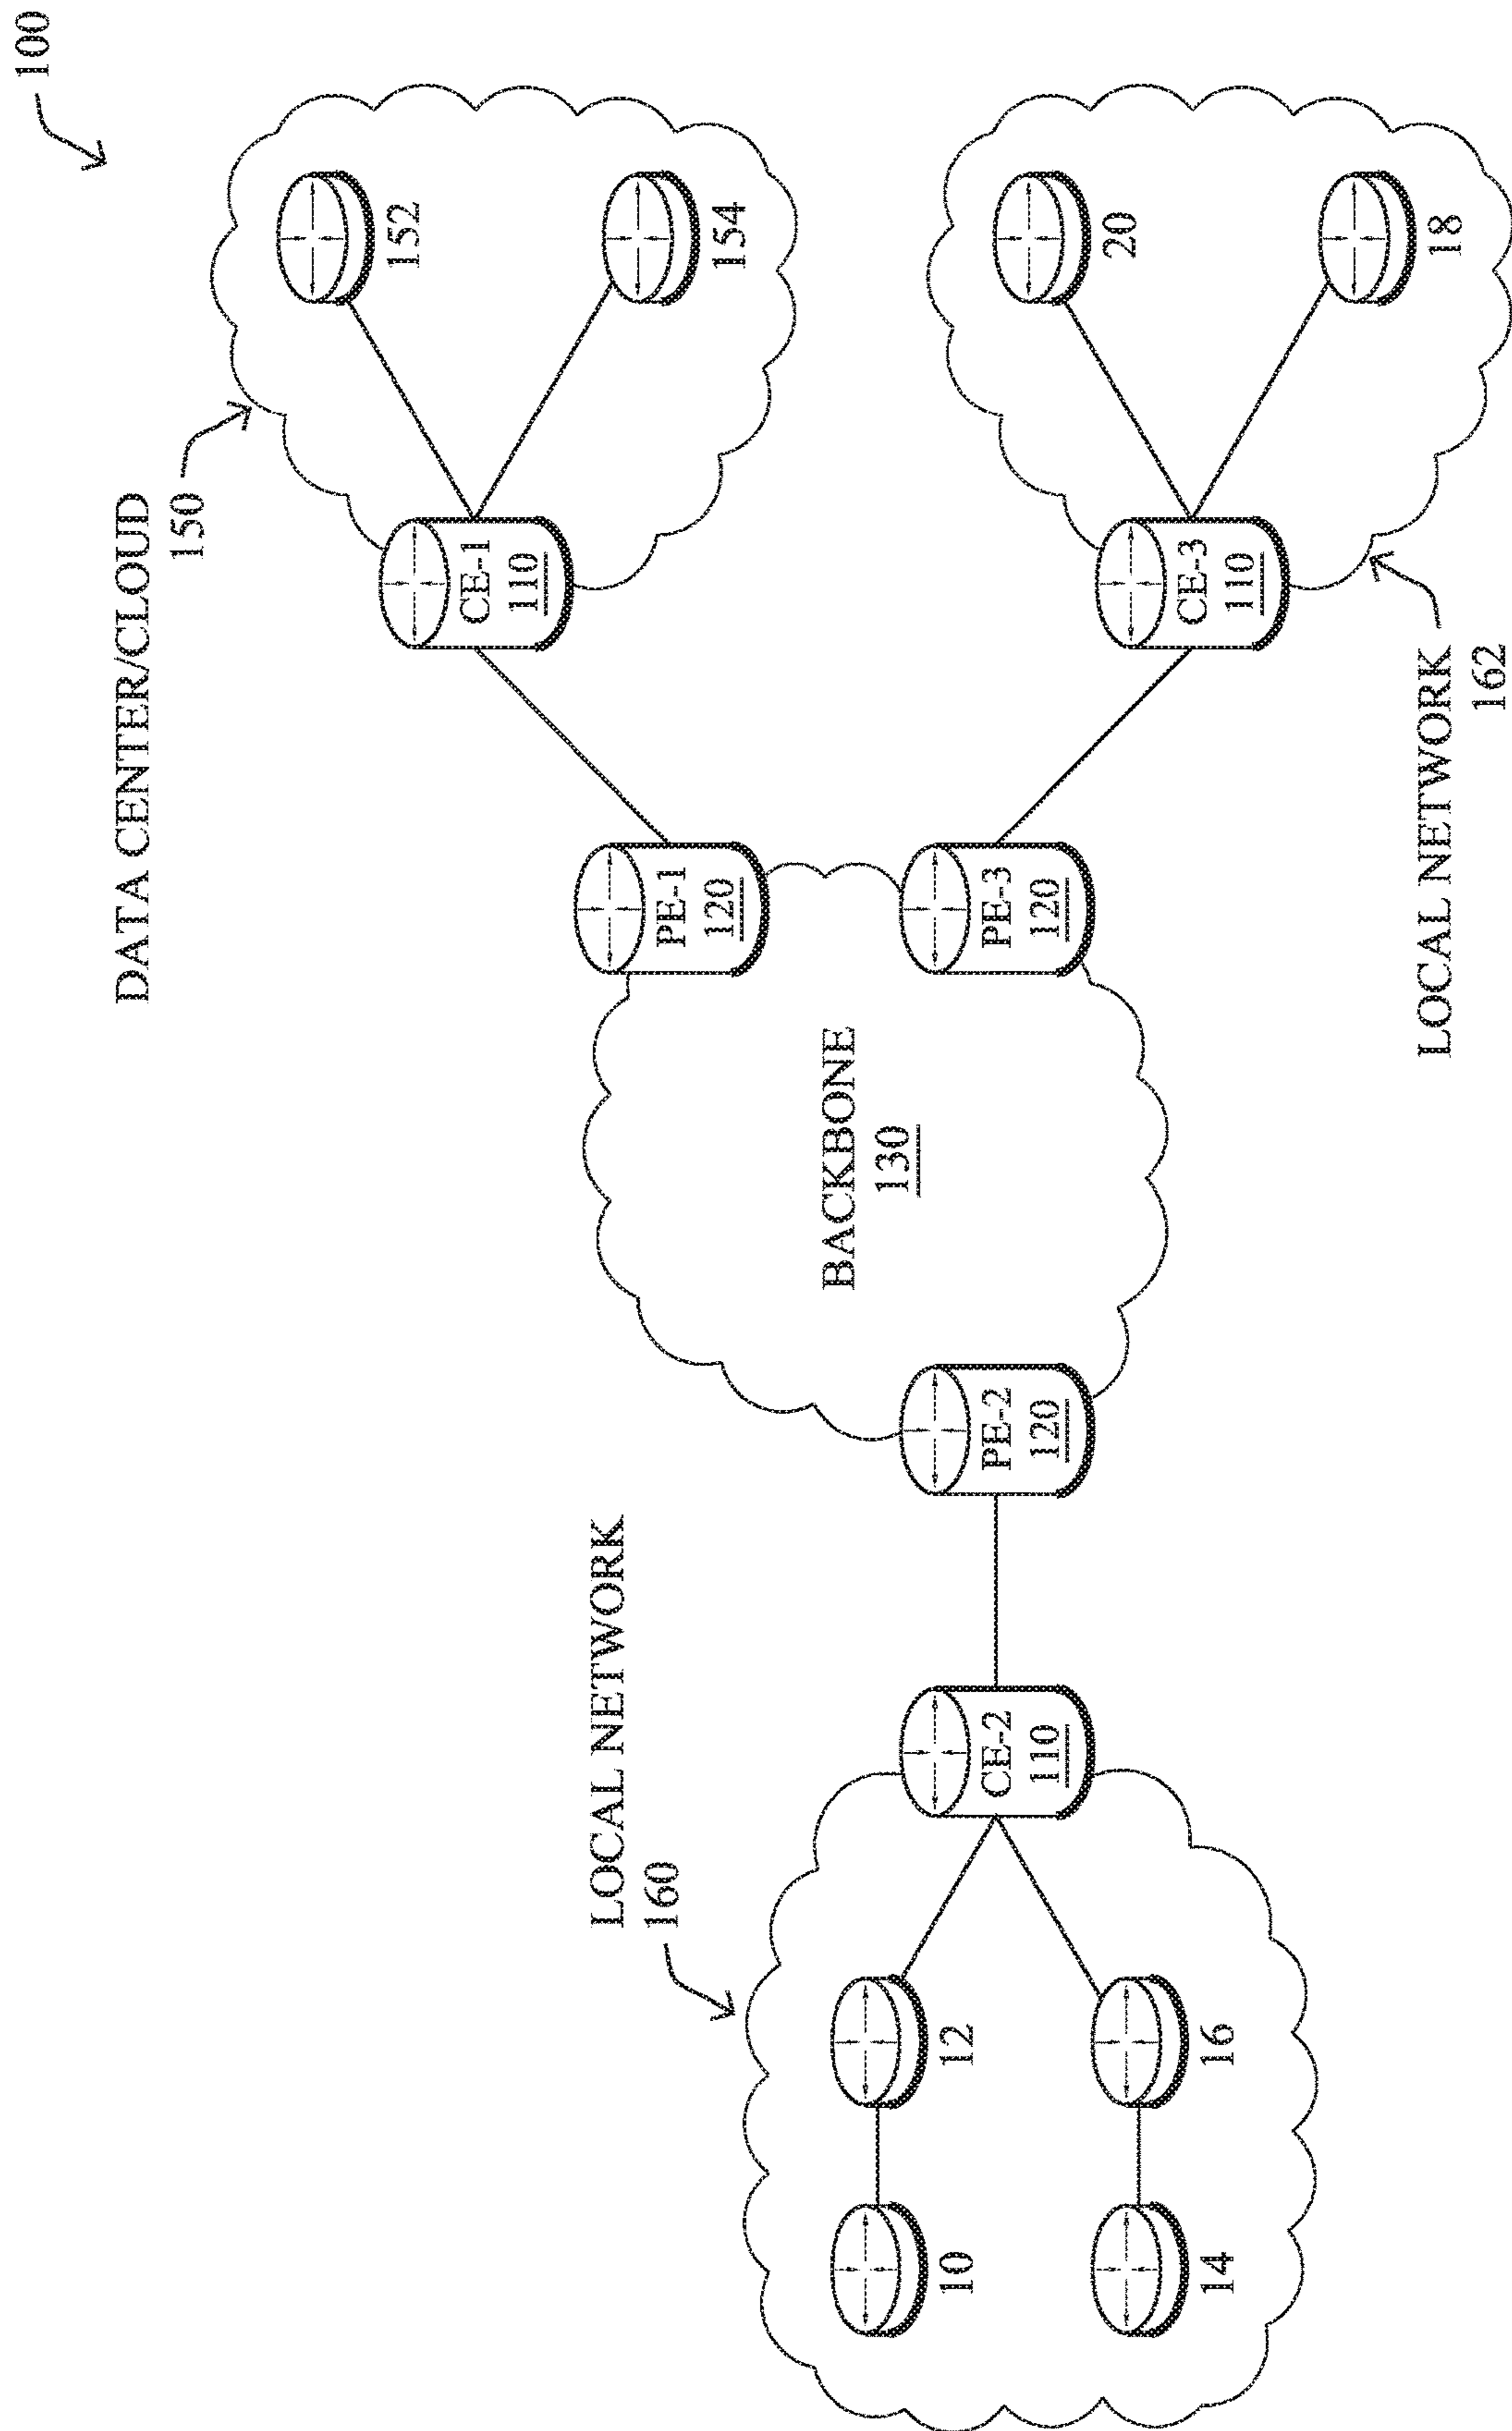 100
DATA CENTER/CLOUD
150
152
154
CE-1
110
PE-1
120
BACKBONE
130
LOCAL NETWORK
160
10
12
14
16
CE-2
110
PE-2
120
PE-3
120
CE-3
110
20
18
LOCAL NETWORK
162